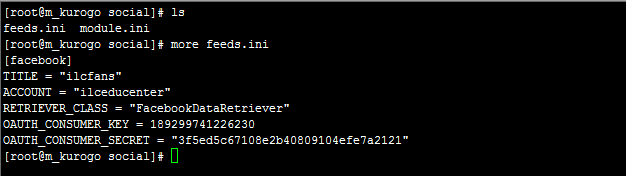 [root@m_kurogo social]# ls
feeds.ini  module.ini
[root@m_kurogo social]# more feeds.ini
[facebook]
TITLE = "ilcfans"
ACCOUNT = "ilceducenter"
RETRIEVER_CLASS = "FacebookDataRetriever"
OAUTH_CONSUMER_KEY = 189299741226230
OAUTH_CONSUMER_SECRET = "3f5ed5c67108e2b40809104efe7a2121"
[root@m_kurogo social]#